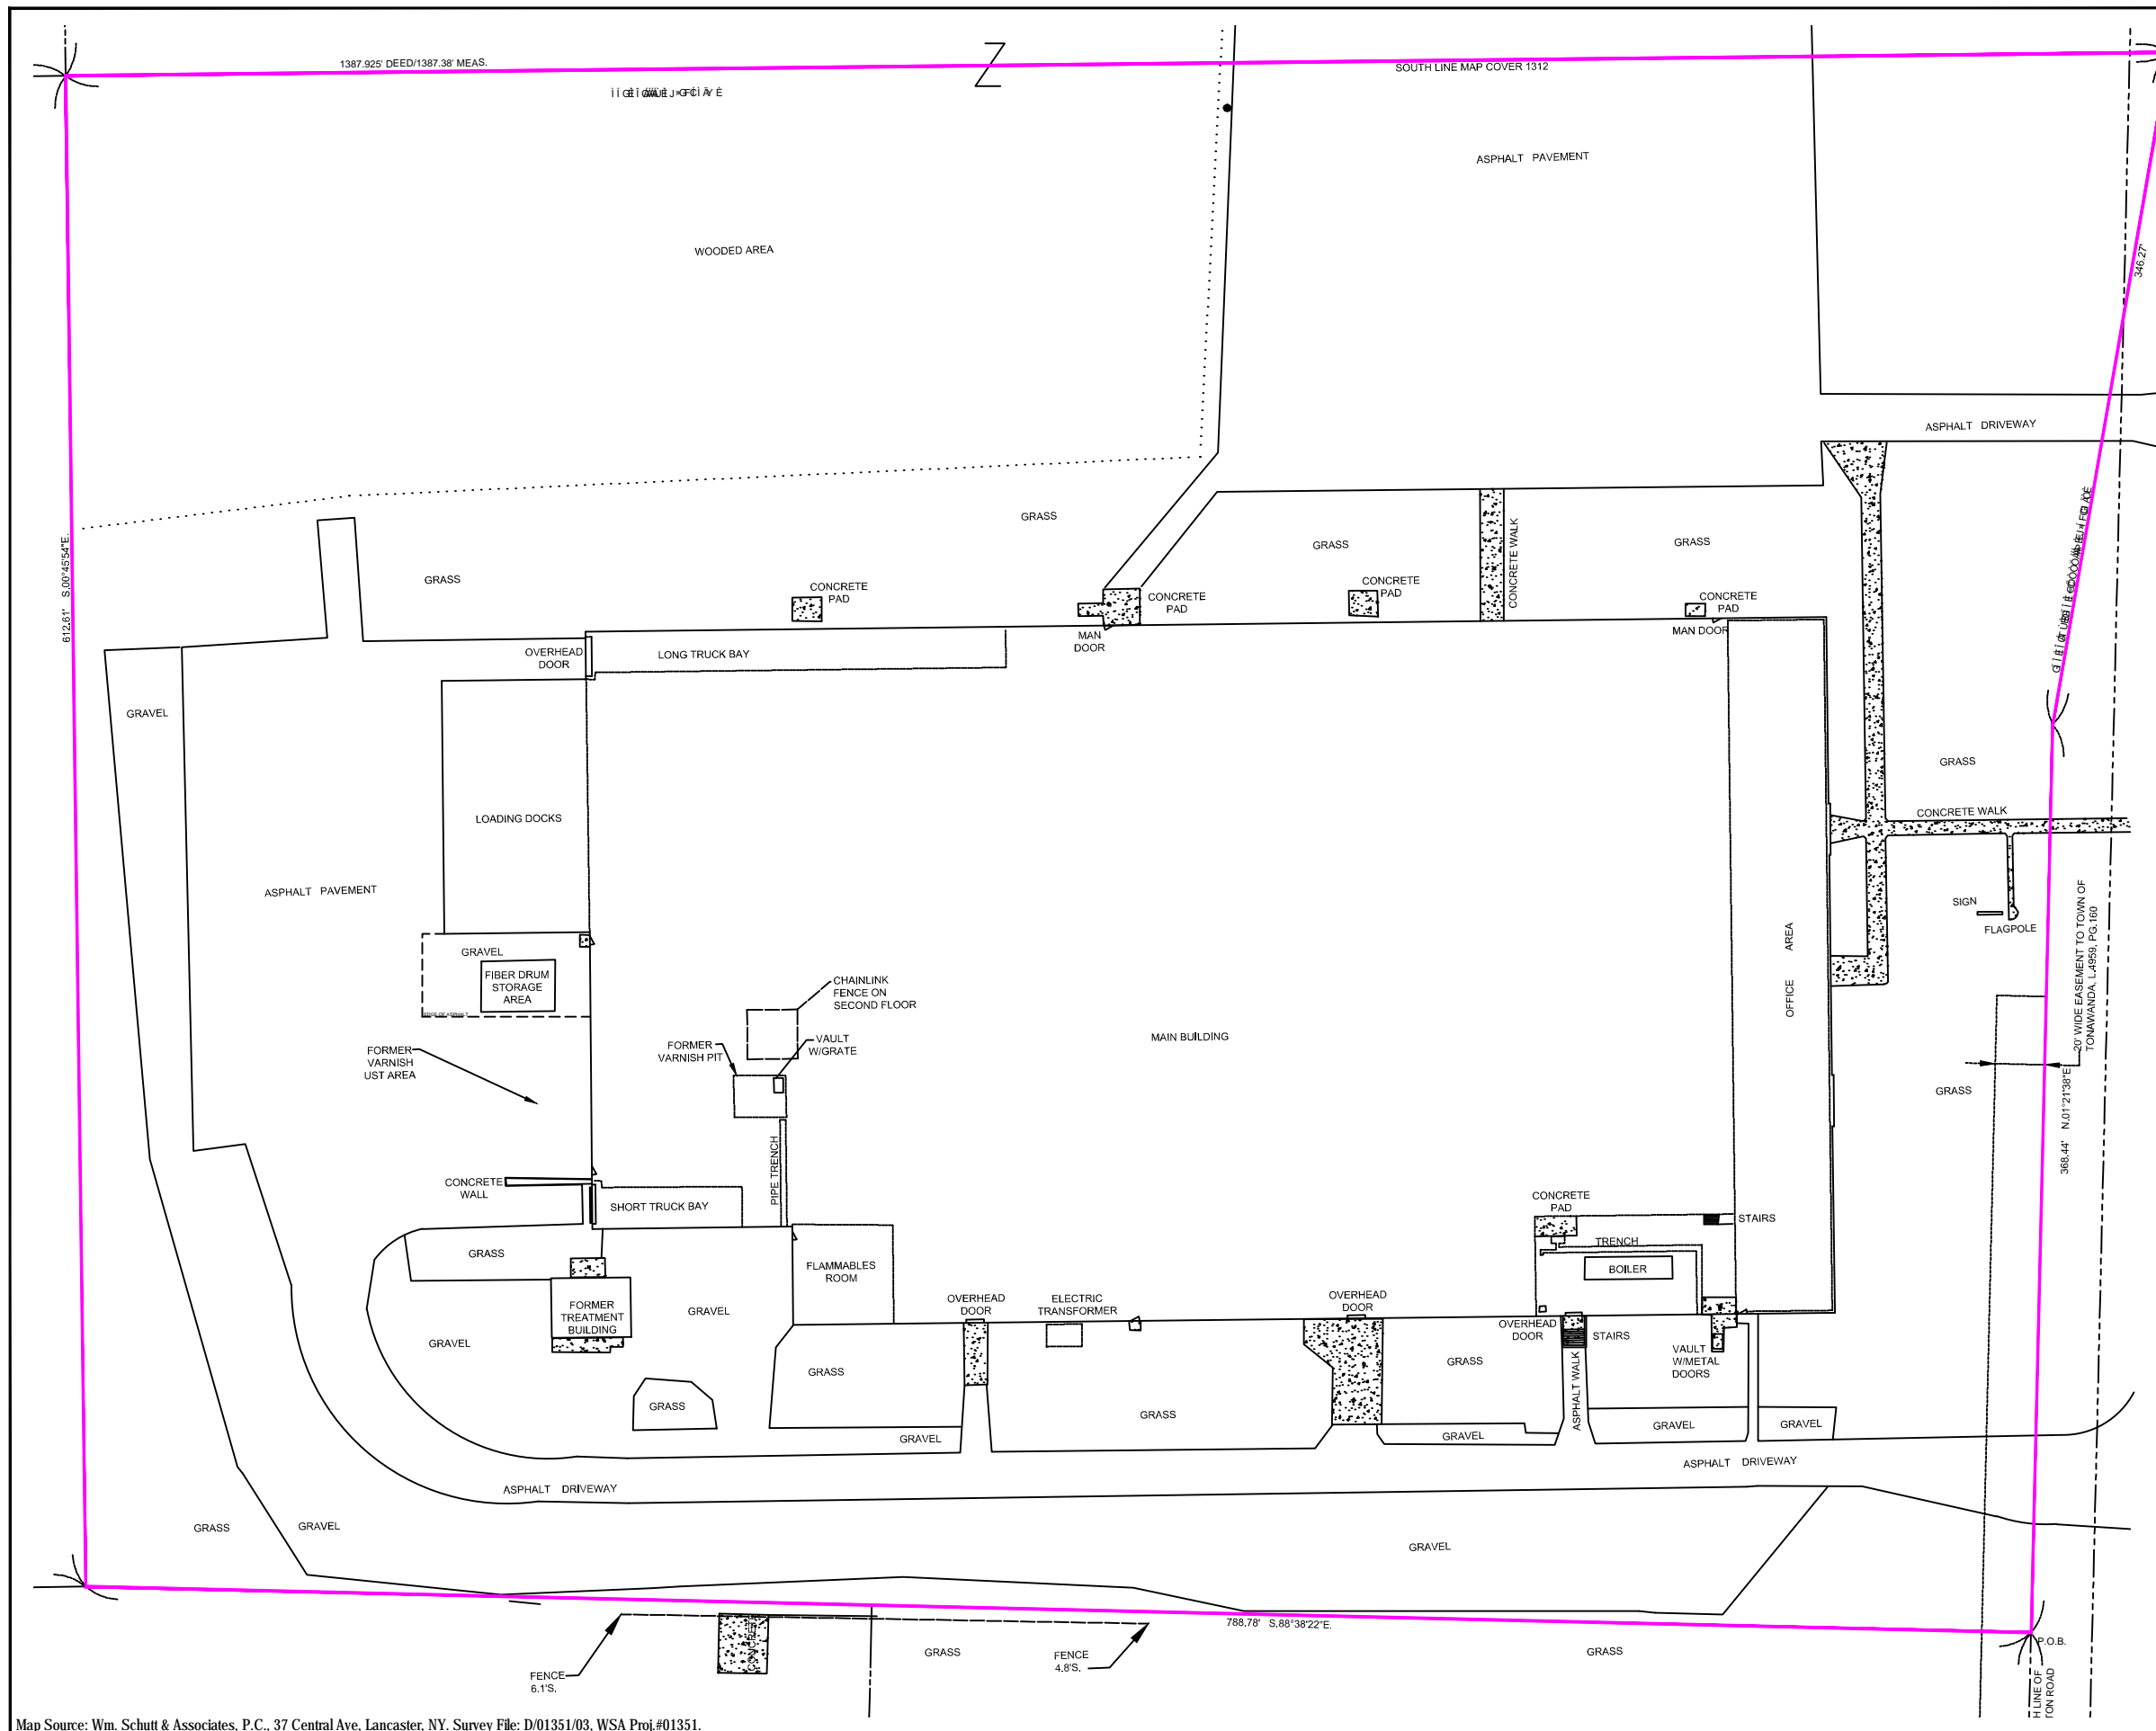 1387.925' DEED/1387.38' MEAS.
SOUTH LINE MAP COVER 1312
Z
ASPHALT PAVEMENT
WOODED AREA
346.27'
ASPHALT DRIVEWAY
612.61' S.00°45'54"E.
GRASS
GRASS
GRASS
GRASS
CONCRETE WALK
CONCRETE
PAD
CONCRETE
PAD
CONCRETE
PAD
CONCRETE
PAD
MAN
DOOR
MAN DOOR
OVERHEAD
DOOR
LONG TRUCK BAY
GRAVEL
GRASS
LOADING DOCKS
CONCRETE WALK
ASPHALT PAVEMENT
SIGN
FLAGPOLE
OFFICE AREA
20' WIDE EASEMENT TO TOWN OF
TONAWANDA, L.4959, PG.160
GRAVEL
FIBER DRUM
STORAGE
AREA
EDGE OF ASPHALT
CHAINLINK
FENCE ON
SECOND FLOOR
FORMER
VARNISH PIT
VAULT
W/GRATE
MAIN BUILDING
FORMER
VARNISH
UST AREA
GRASS
368.44' N.01°21'38"E
PIPE TRENCH
CONCRETE
WALL
SHORT TRUCK BAY
CONCRETE
PAD
STAIRS
TRENCH
BOILER
GRASS
FLAMMABLES
ROOM
FORMER
TREATMENT
BUILDING
GRAVEL
OVERHEAD
DOOR
ELECTRIC
TRANSFORMER
OVERHEAD
DOOR
OVERHEAD
DOOR
STAIRS
GRAVEL
VAULT
W/METAL
DOORS
GRASS
GRASS
ASPHALT WALK
GRASS
GRASS
GRAVEL
GRAVEL
GRAVEL
GRAVEL
ASPHALT DRIVEWAY
ASPHALT DRIVEWAY
GRASS
GRAVEL
GRAVEL
788.78' S.88°38'22"E.
CONCRETE
GRASS
GRASS
FENCE
6.1'S.
FENCE
4.8'S.
P.O.B.
H LINE OF
TON ROAD
Map Source: Wm. Schutt & Associates, P.C., 37 Central Ave, Lancaster, NY. Survey File: D/01351/03, WSA Proj.#01351.